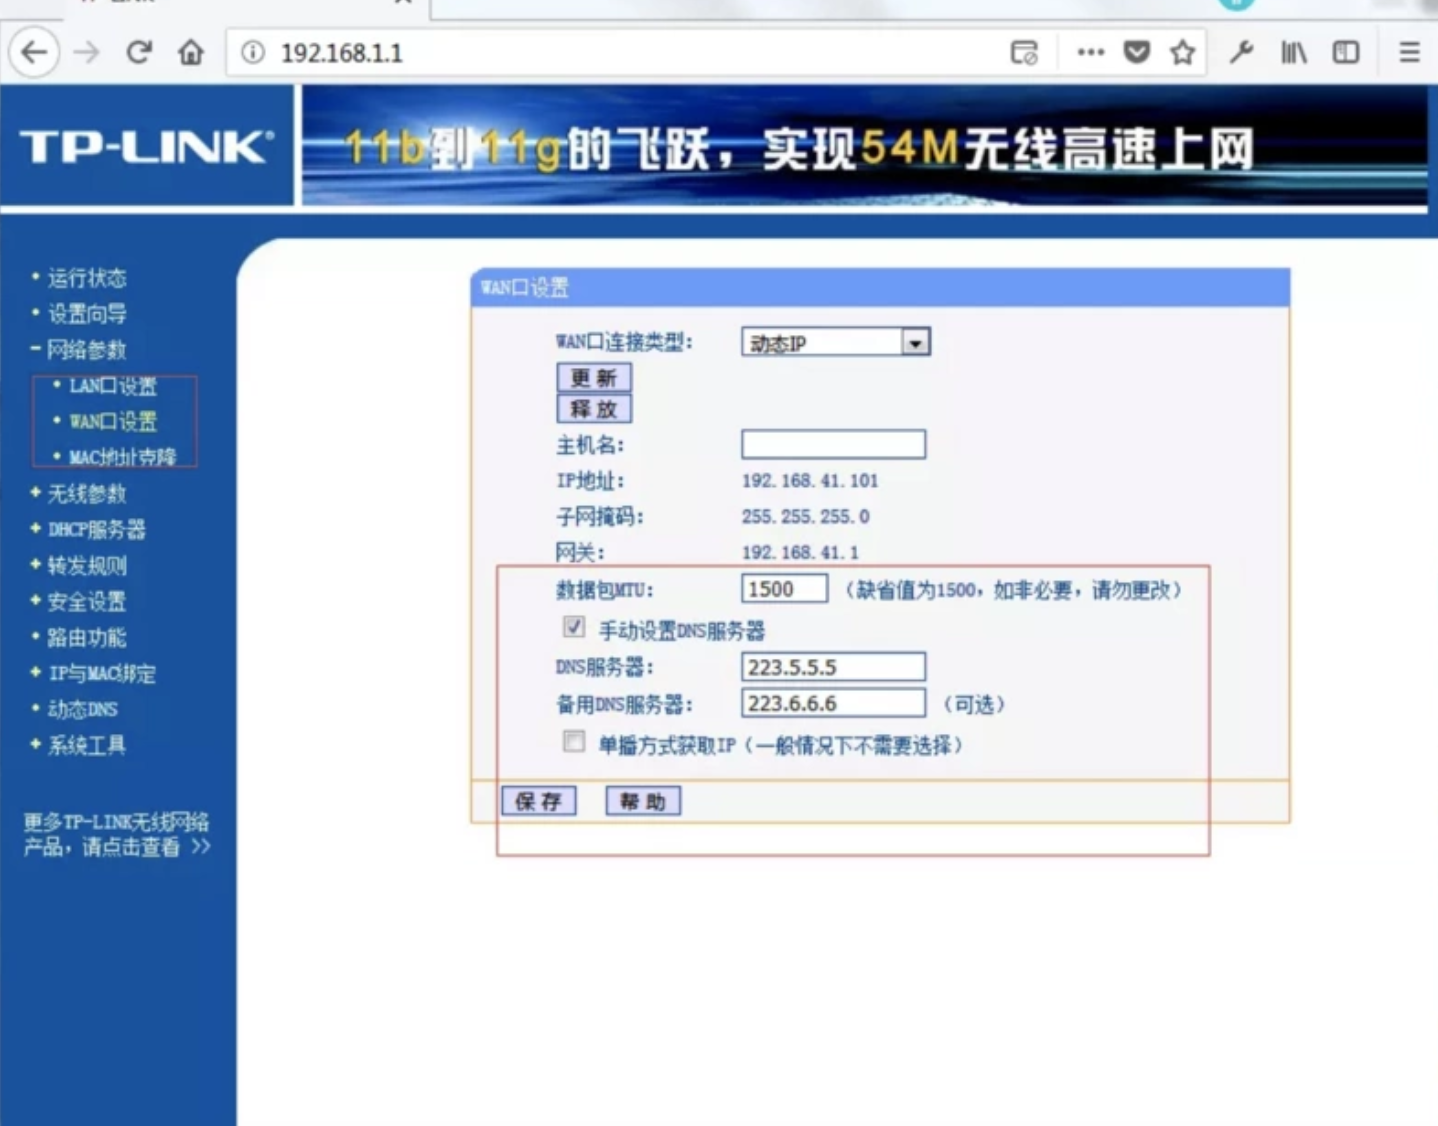 192.168.1.1
TP-LINK®
11b到11g的飞跃，实现54M无线高速上网
• 运行状态
• 设置向导
- 网络参数
• LAN口设置
• WAN口设置
• MAC地址克隆
+ 无线参数
+ DHCP服务器
+ 转发规则
+ 安全设置
• 路由功能
+ IP与MAC绑定
• 动态DNS
+ 系统工具
更多TP-LINK无线网络
产品，请点击查看 >>
WAN口设置
WAN口连接类型： 动态IP
更 新
释 放
主机名：
IP地址： 192.168.41.101
子网掩码： 255.255.255.0
网关： 192.168.41.1
数据包MTU： 1500 （缺省值为1500，如非必要，请勿更改）
手动设置DNS服务器
DNS服务器： 223.5.5.5
备用DNS服务器： 223.6.6.6 （可选）
单播方式获取IP（一般情况下不需要选择）
保 存 帮 助